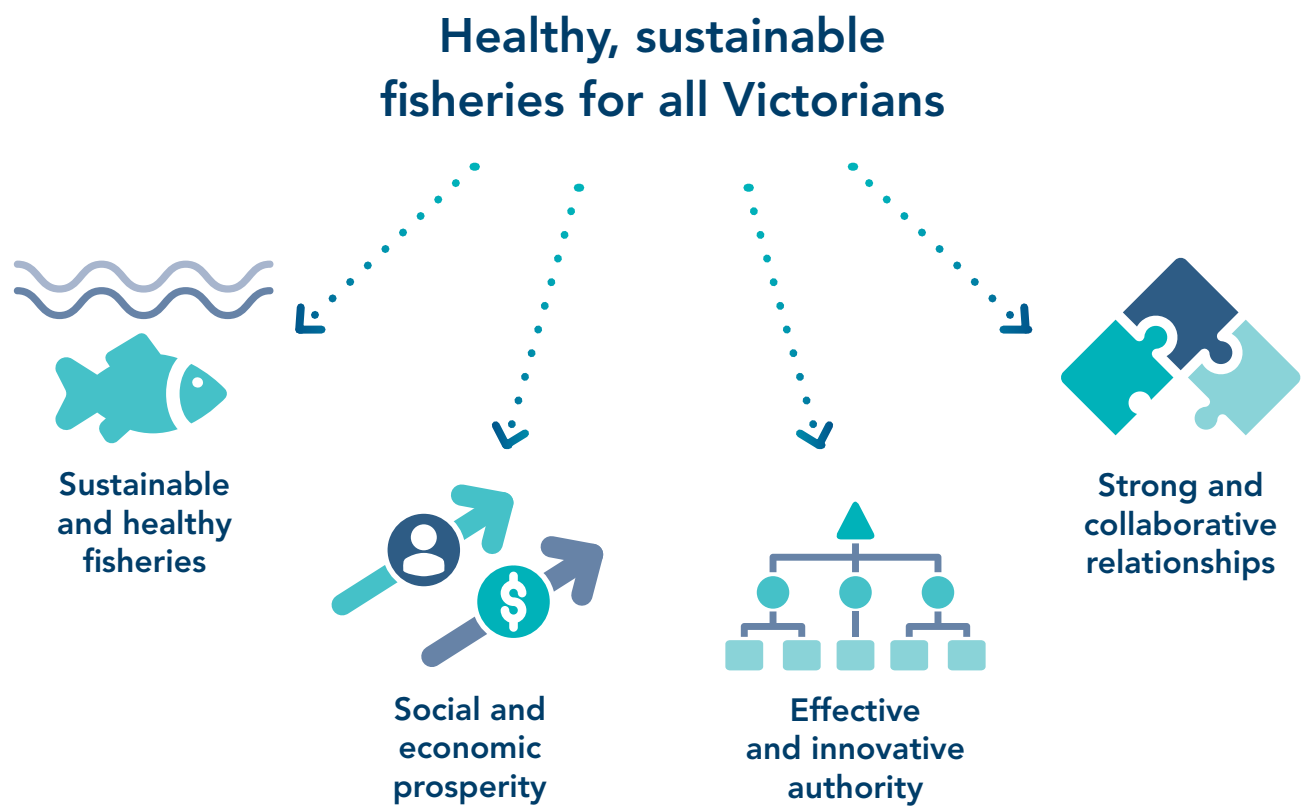 Healthy, sustainable
fisheries for all Victorians
Sustainable
and healthy
fisheries
Social and
economic
prosperity
$
Effective
and innovative
authority
Strong and
collaborative
relationships